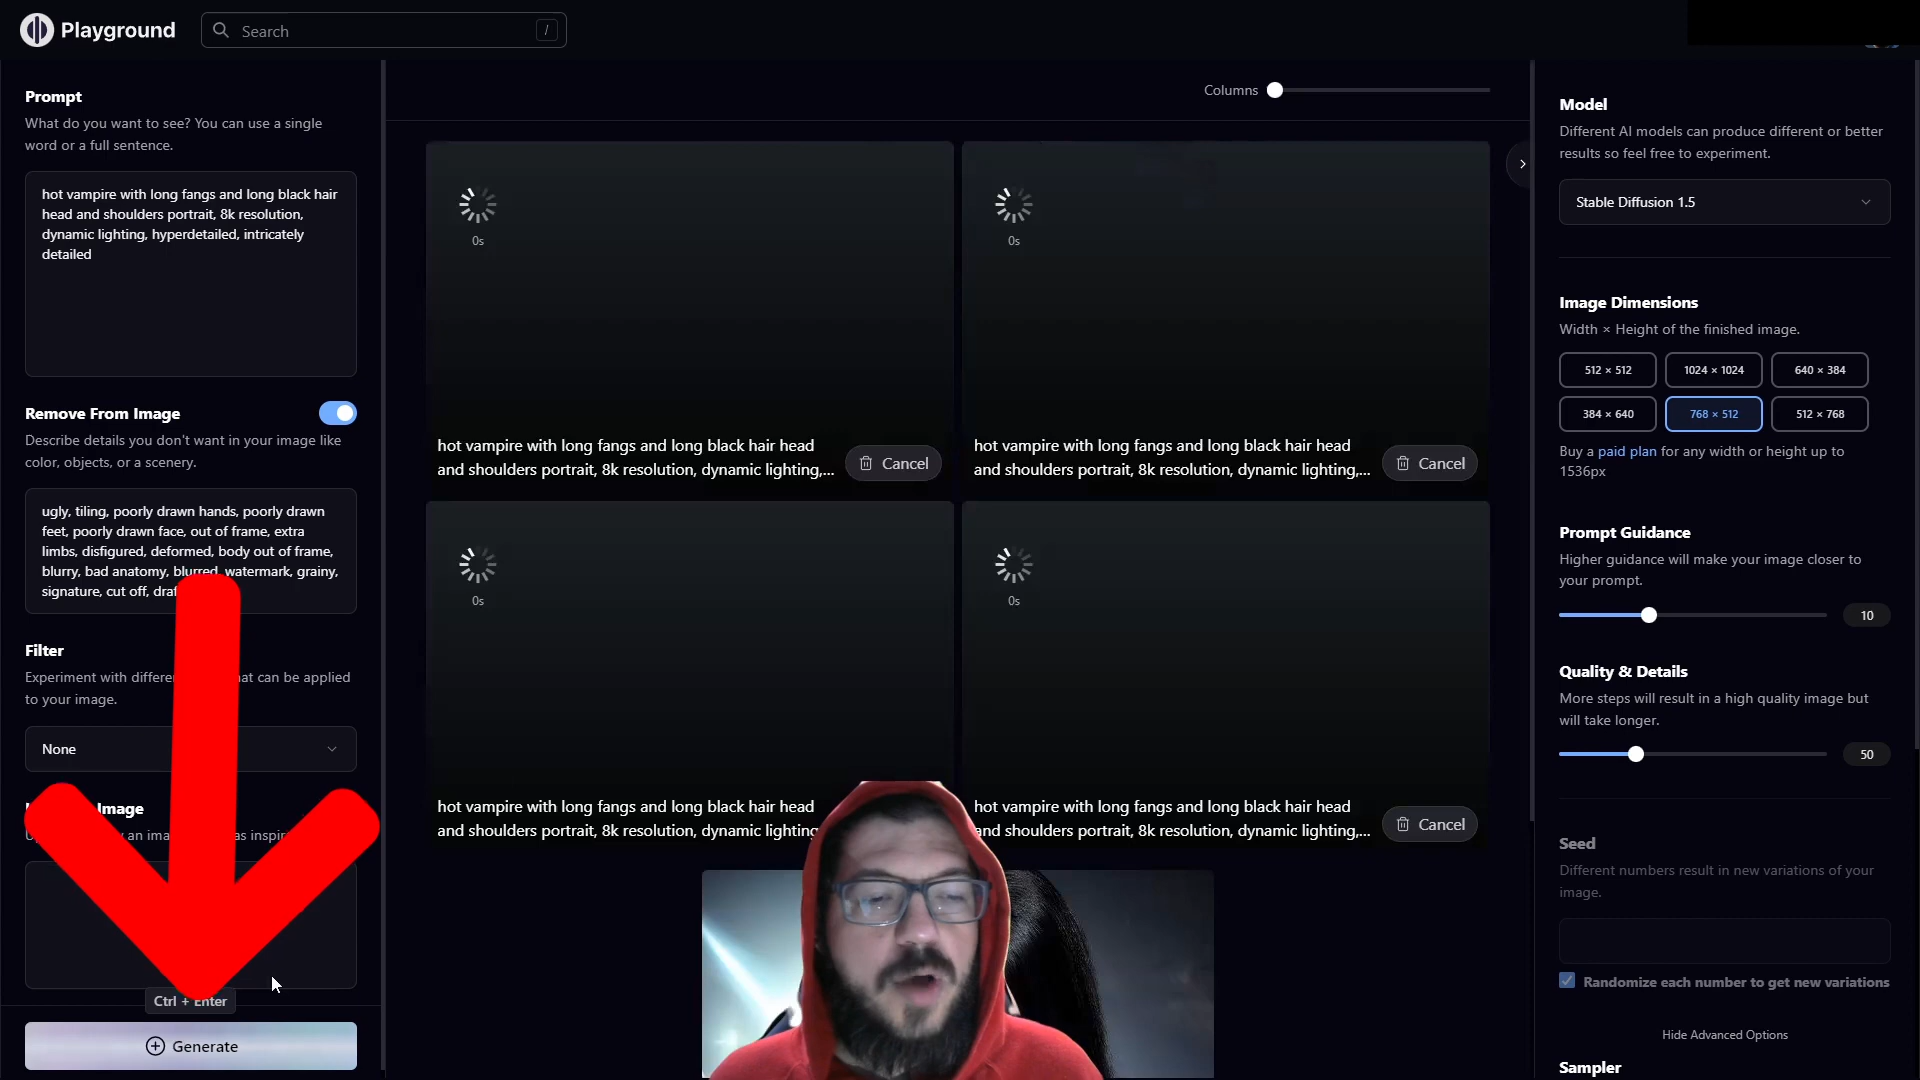 Playground
Search
/
Prompt
What do you want to see? You can use a single
word or a full sentence.
hot vampire with long fangs and long black hair
head and shoulders portrait, 8k resolution,
dynamic lighting, hyperdetailed, intricately
detailed
Remove From Image
Describe details you don't want in your image like
color, objects, or a scenery.
ugly, tiling, poorly drawn hands, poorly drawn
feet, poorly drawn face, out of frame, extra
limbs, disfigured, deformed, body out of frame,
blurry, bad anatomy, blurred, watermark, grainy,
signature, cut off,
Filter
Experiment with that can be applied
to your image.
None
Image
an
Ctrl + Enter
Generate
Columns
0s
hot vampire with long fangs and long black hair head
and shoulders portrait, 8k resolution, dynamic lighting,...
Cancel
0s
hot vampire with long fangs and long black hair head
and shoulders portrait, 8k resolution, dynamic lighting,...
Cancel
0s
hot vampire with long fangs and long black hair head
and shoulders portrait, 8k resolution, dynamic lighting
0s
hot vampire with long fangs and long black hair head
and shoulders portrait, 8k resolution, dynamic lighting,...
Cancel
Model
Different AI models can produce different or better
results so feel free to experiment.
Stable Diffusion 1.5
Image Dimensions
Width × Height of the finished image.
512 × 512
1024 × 1024
640 × 384
384 × 640
768 × 512
512 × 768
Buy a paid plan for any width or height up to
1536px
Prompt Guidance
Higher guidance will make your image closer to
your prompt.
10
Quality & Details
More steps will result in a high quality image but
will take longer.
50
Seed
Different numbers result in new variations of your
image.
Randomize each number to get new variations
Hide Advanced Options
Sampler